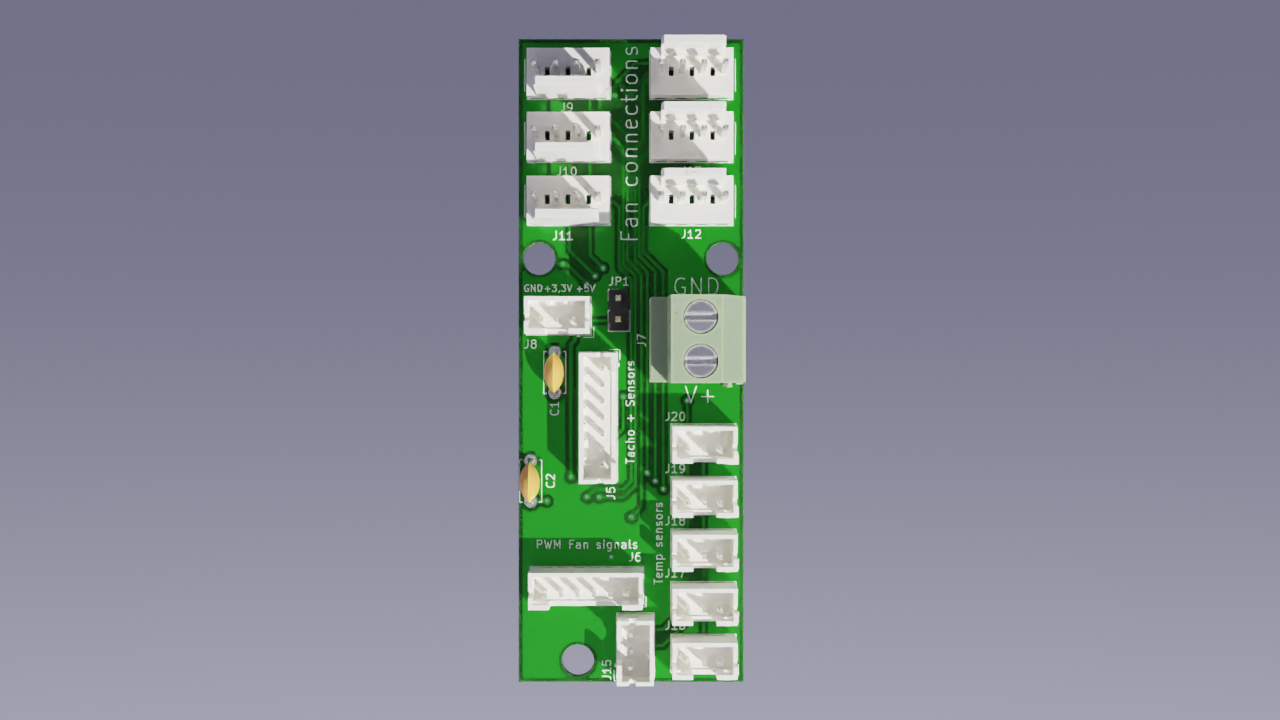 Fan connections
J9
J10
J11
J12
JP1
GND
GND +3,3V +5V
J8
J7
C1
V+
Tacho + Sensors
J20
J19
C2
J5
J18
Temp sensors
PWM Fan signals
J6
J17
J15